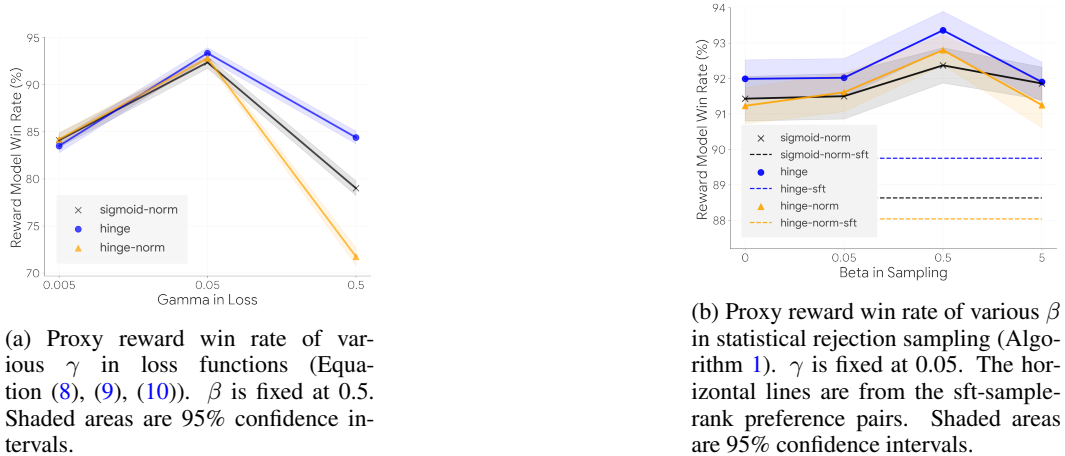 95
90
85
80
75
70
Reward Model Win Rate (%)
sigmoid-norm
hinge
hinge-norm
0.005
0.05
0.5
Gamma in Loss
(a) Proxy reward win rate of var-
ious γ in loss functions (Equa-
tion (8), (9), (10)). β is fixed at 0.5.
Shaded areas are 95% confidence in-
tervals.
94
93
92
91
90
89
88
Reward Model Win Rate (%)
sigmoid-norm
sigmoid-norm-sft
hinge
hinge-sft
hinge-norm
hinge-norm-sft
0
0.05
0.5
5
Beta in Sampling
(b) Proxy reward win rate of various β
in statistical rejection sampling (Algo-
rithm 1). γ is fixed at 0.05. The hor-
izontal lines are from the sft-sample-
rank preference pairs. Shaded areas
are 95% confidence intervals.